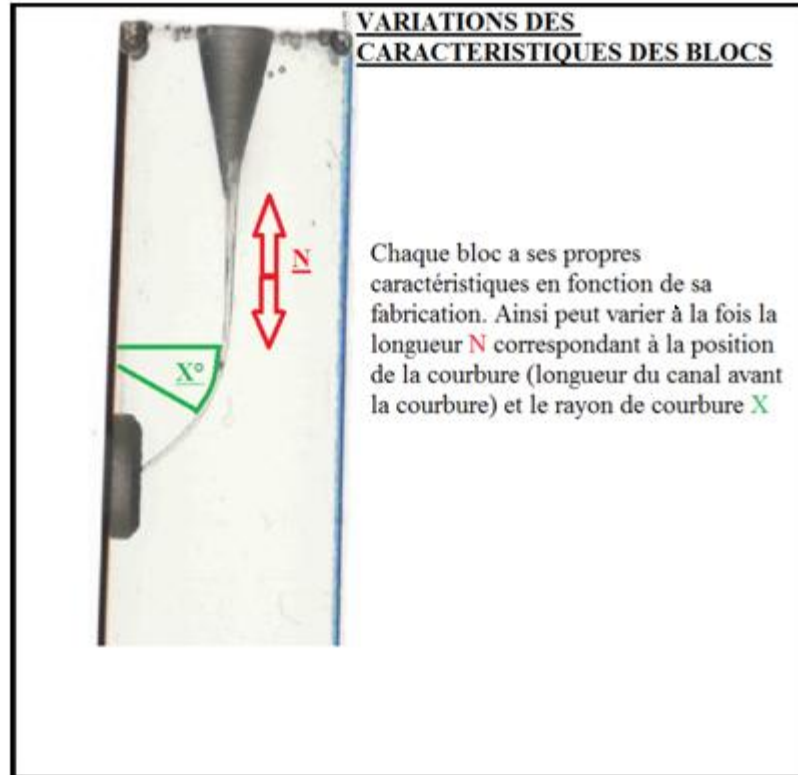 VARIATIONS DES
CARACTERISTIQUES DES BLOCS
N
Chaque bloc a ses propres
caractéristiques en fonction de sa
fabrication. Ainsi peut varier à la fois la
longueur N correspondant à la position
de la courbure (longueur du canal avant
la courbure) et le rayon de courbure X
X°